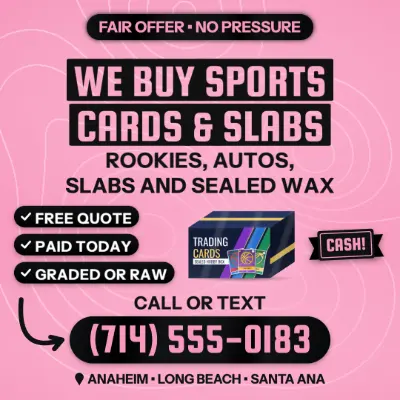 FAIR OFFER • NO PRESSURE
WE BUY SPORTS
CARDS & SLABS
ROOKIES, AUTOS,
SLABS AND SEALED WAX
FREE QUOTE
PAID TODAY
GRADED OR RAW
TRADING
CARDS
CASH!
CALL OR TEXT
(714) 555-0183
ANAHEIM • LONG BEACH • SANTA ANA